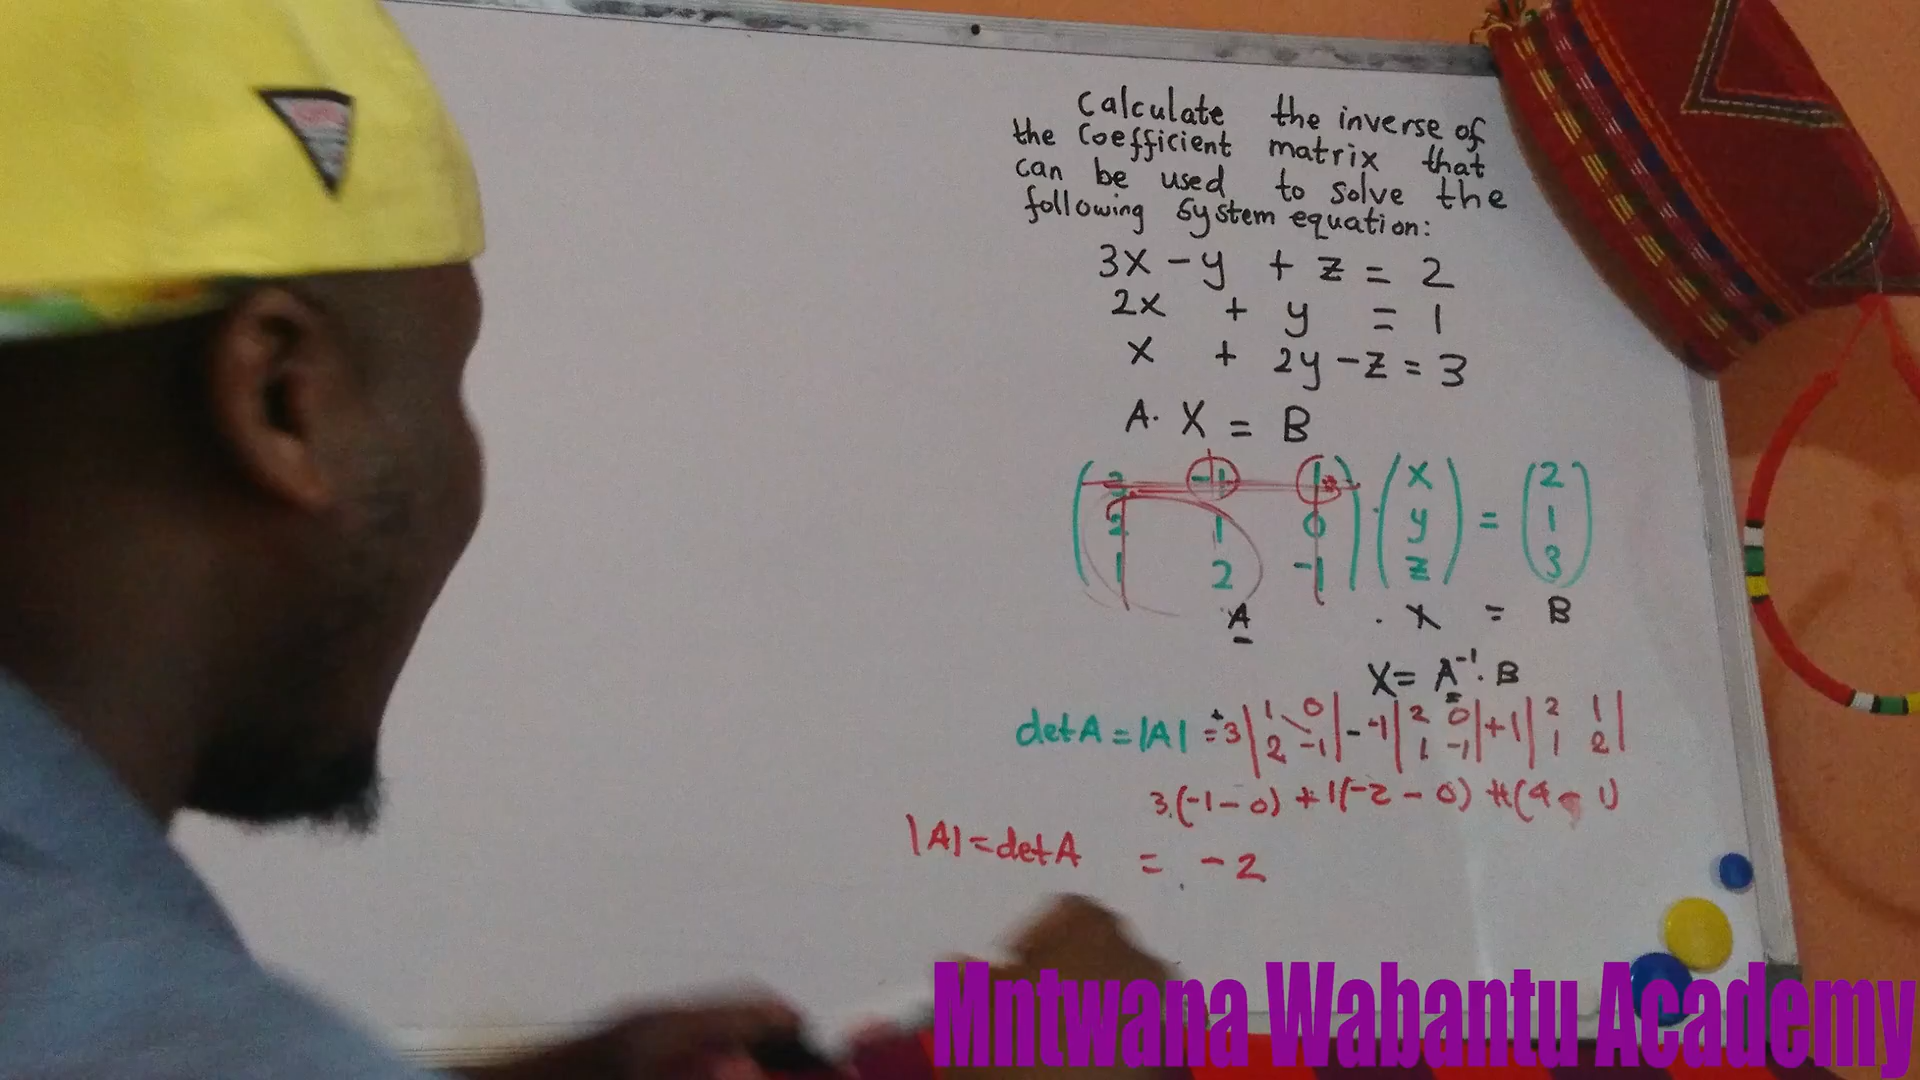 Calculate the inverse of
the coefficient matrix that
can be used to solve the
following system equation:
3x - y + z = 2
2x + y = 1
x + 2y - z = 3
A. X = B
3 -1 1 x 2
2 1 0 . y = 1
1 2 -1 z 3
A . X = B
X = A⁻¹. B
detA = |A| = +3 |1 0| - -1 |2 0| + 1 |2 1|
2 -1 1 -1 1 2
3.(-1 - 0) + 1(-2 - 0) + (4 - 1)
|A| = detA = -2
Mntwana Wabantu Academy